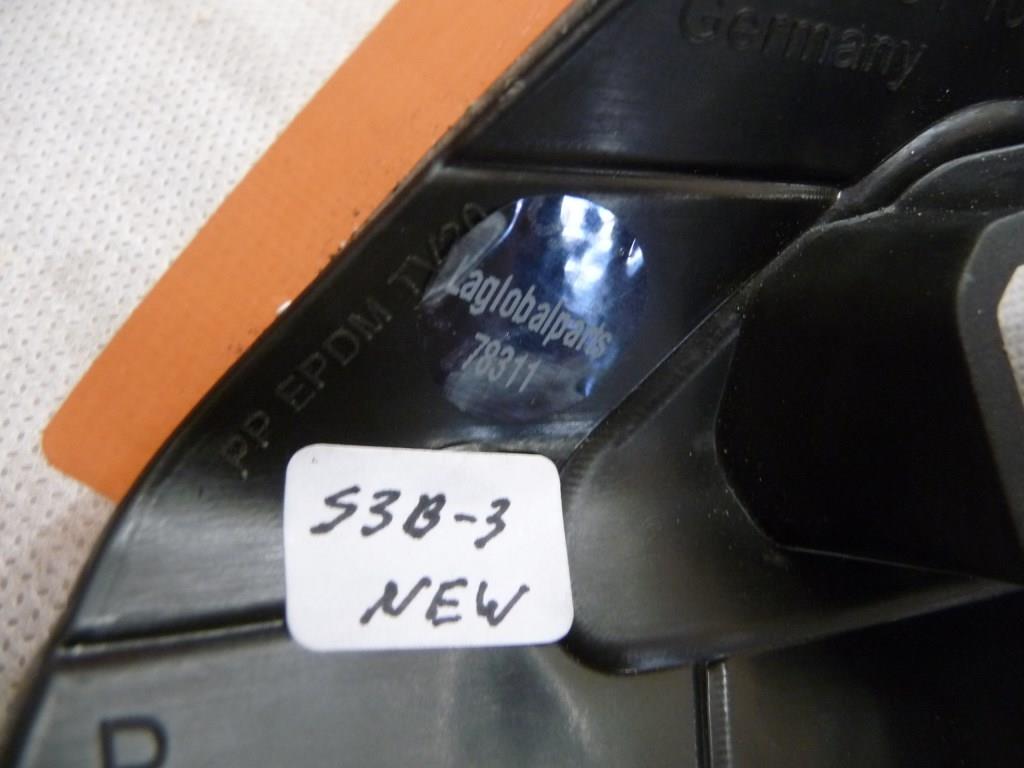 Germany
PP EPDM TV20
Laglobalparts
78311
S3B-3
NEW